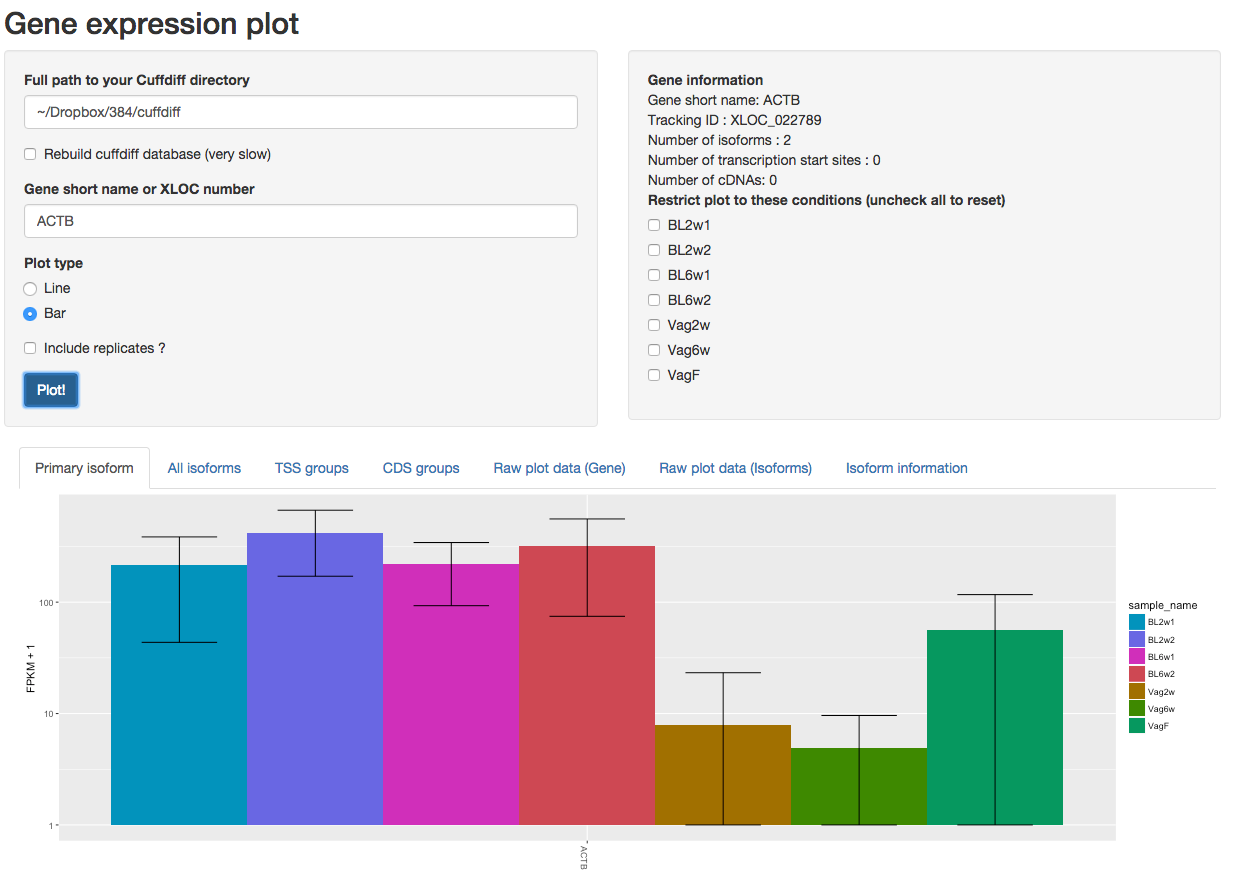 Gene expression plot
Full path to your Cuffdiff directory
~/Dropbox/384/cuffdiff
Rebuild cuffdiff database (very slow)
Gene short name or XLOC number
ACTB
Plot type
Line
Bar
Include replicates ?
Plot!
Gene information
Gene short name: ACTB
Tracking ID : XLOC_022789
Number of isoforms : 2
Number of transcription start sites : 0
Number of cDNAs: 0
Restrict plot to these conditions (uncheck all to reset)
BL2w1
BL2w2
BL6w1
BL6w2
Vag2w
Vag6w
VagF
Primary isoform All isoforms TSS groups CDS groups Raw plot data (Gene) Raw plot data (Isoforms) Isoform information
FPKM + 1
100
10
1
ACTB
sample_name
BL2w1
BL2w2
BL6w1
BL6w2
Vag2w
Vag6w
VagF